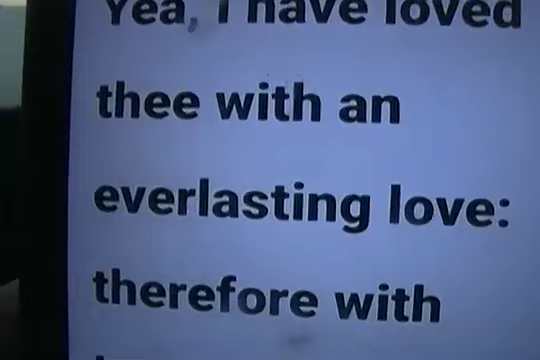 Yea, I have loved
thee with an
everlasting love:
therefore with